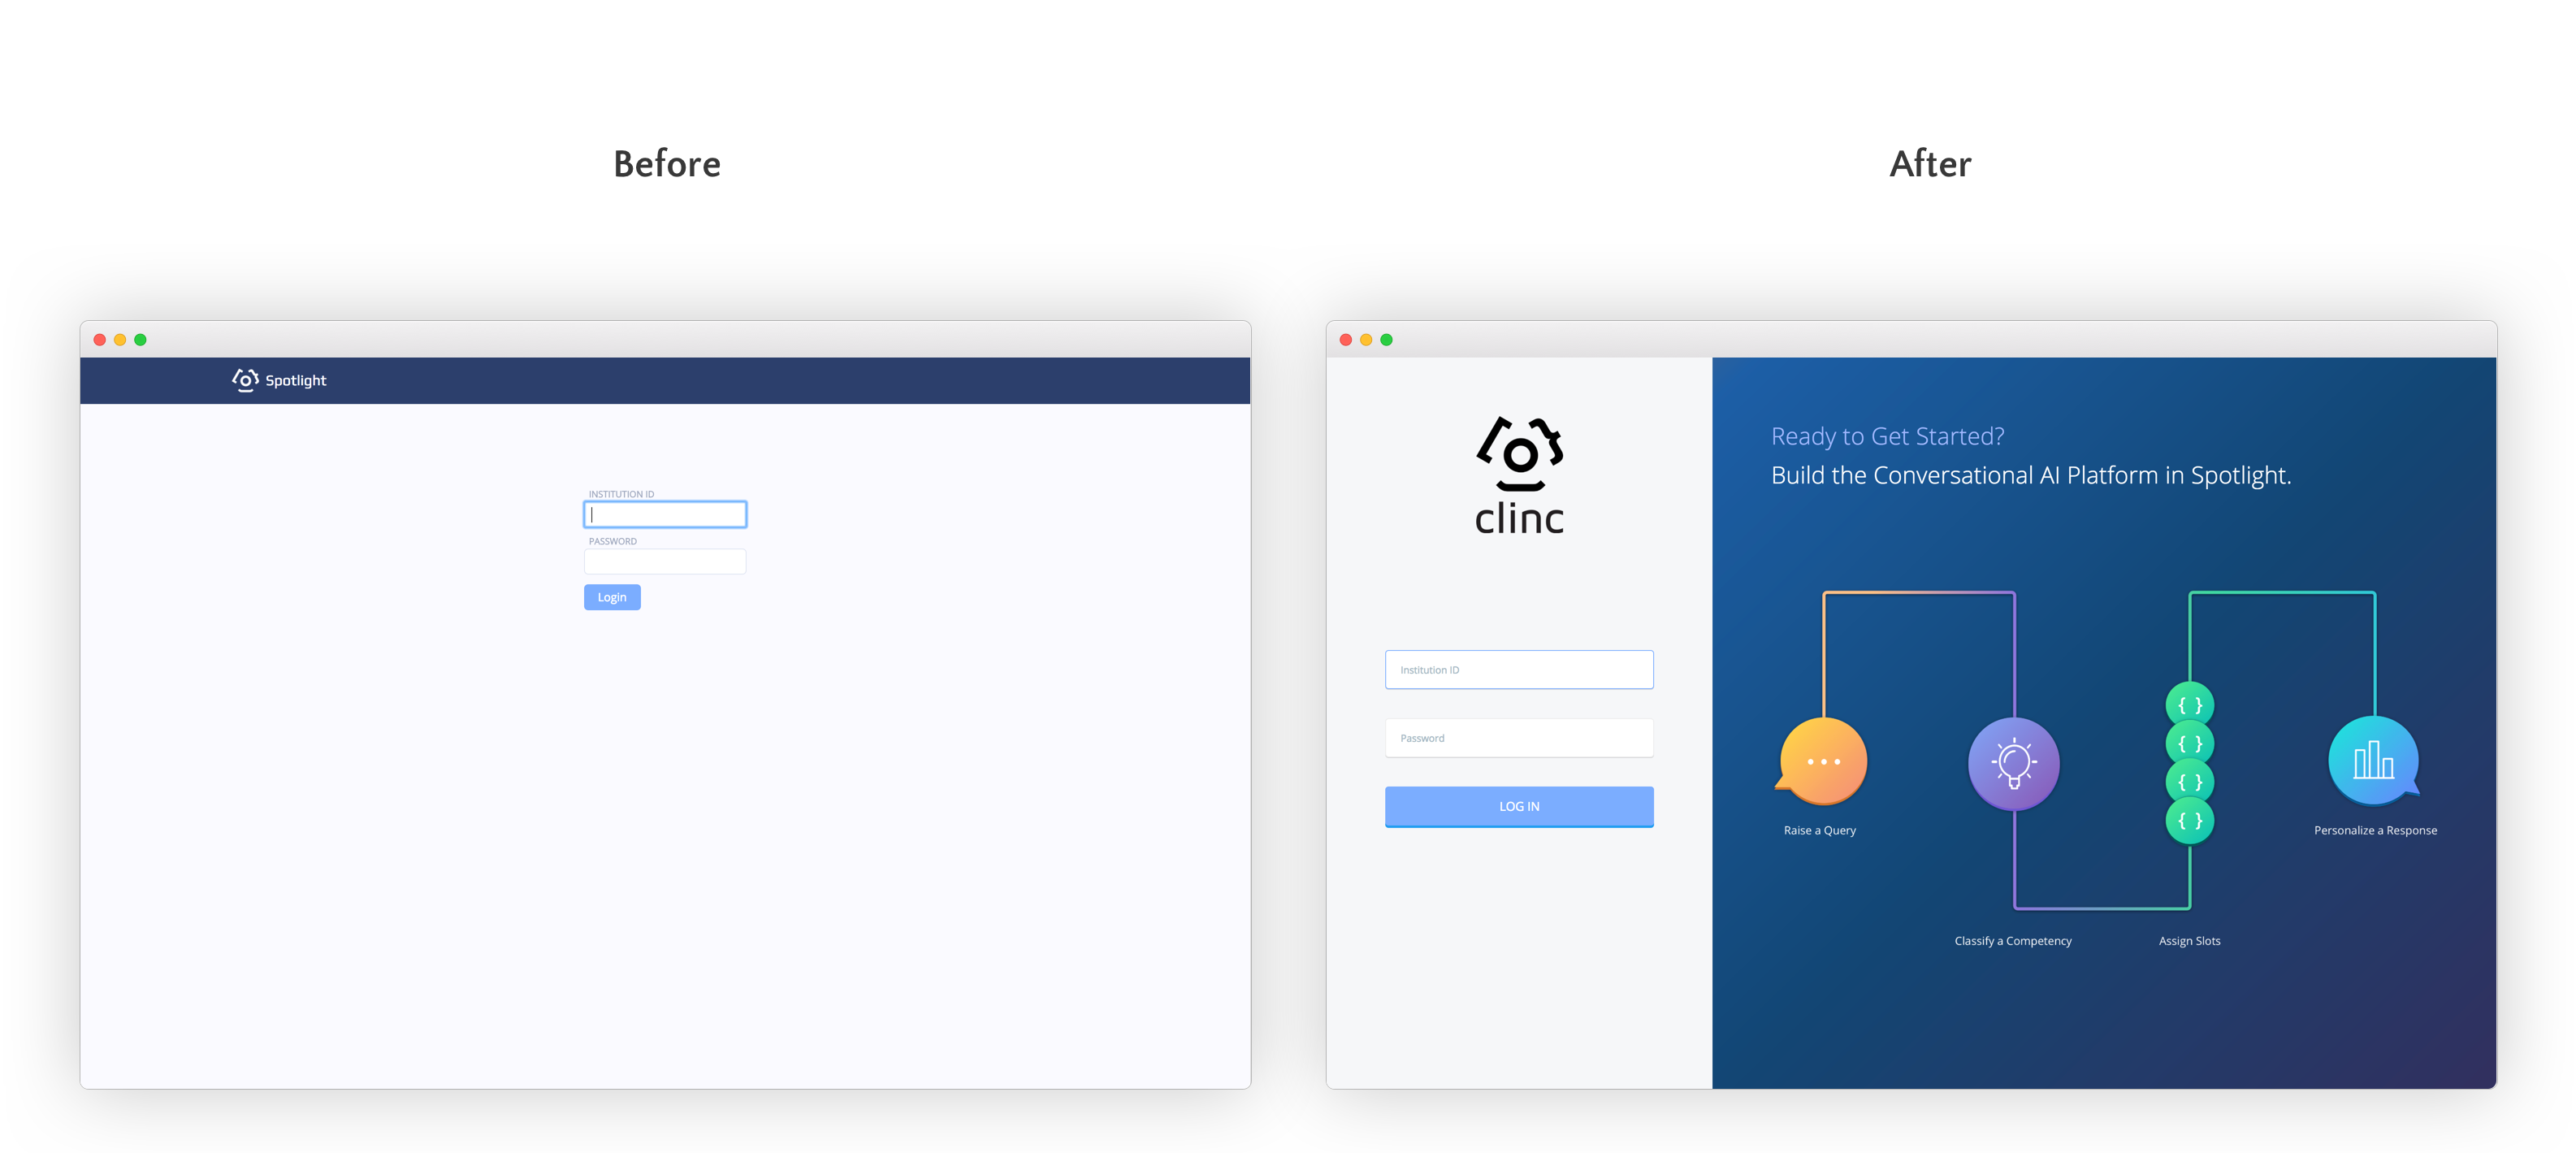 Before
After
Spotlight
INSTITUTION ID
PASSWORD
Login
clinc
Institution ID
Password
LOG IN
Ready to Get Started?
Build the Conversational AI Platform in Spotlight.
{ }
{ }
{ }
{ }
Raise a Query
Personalize a Response
Classify a Competency
Assign Slots